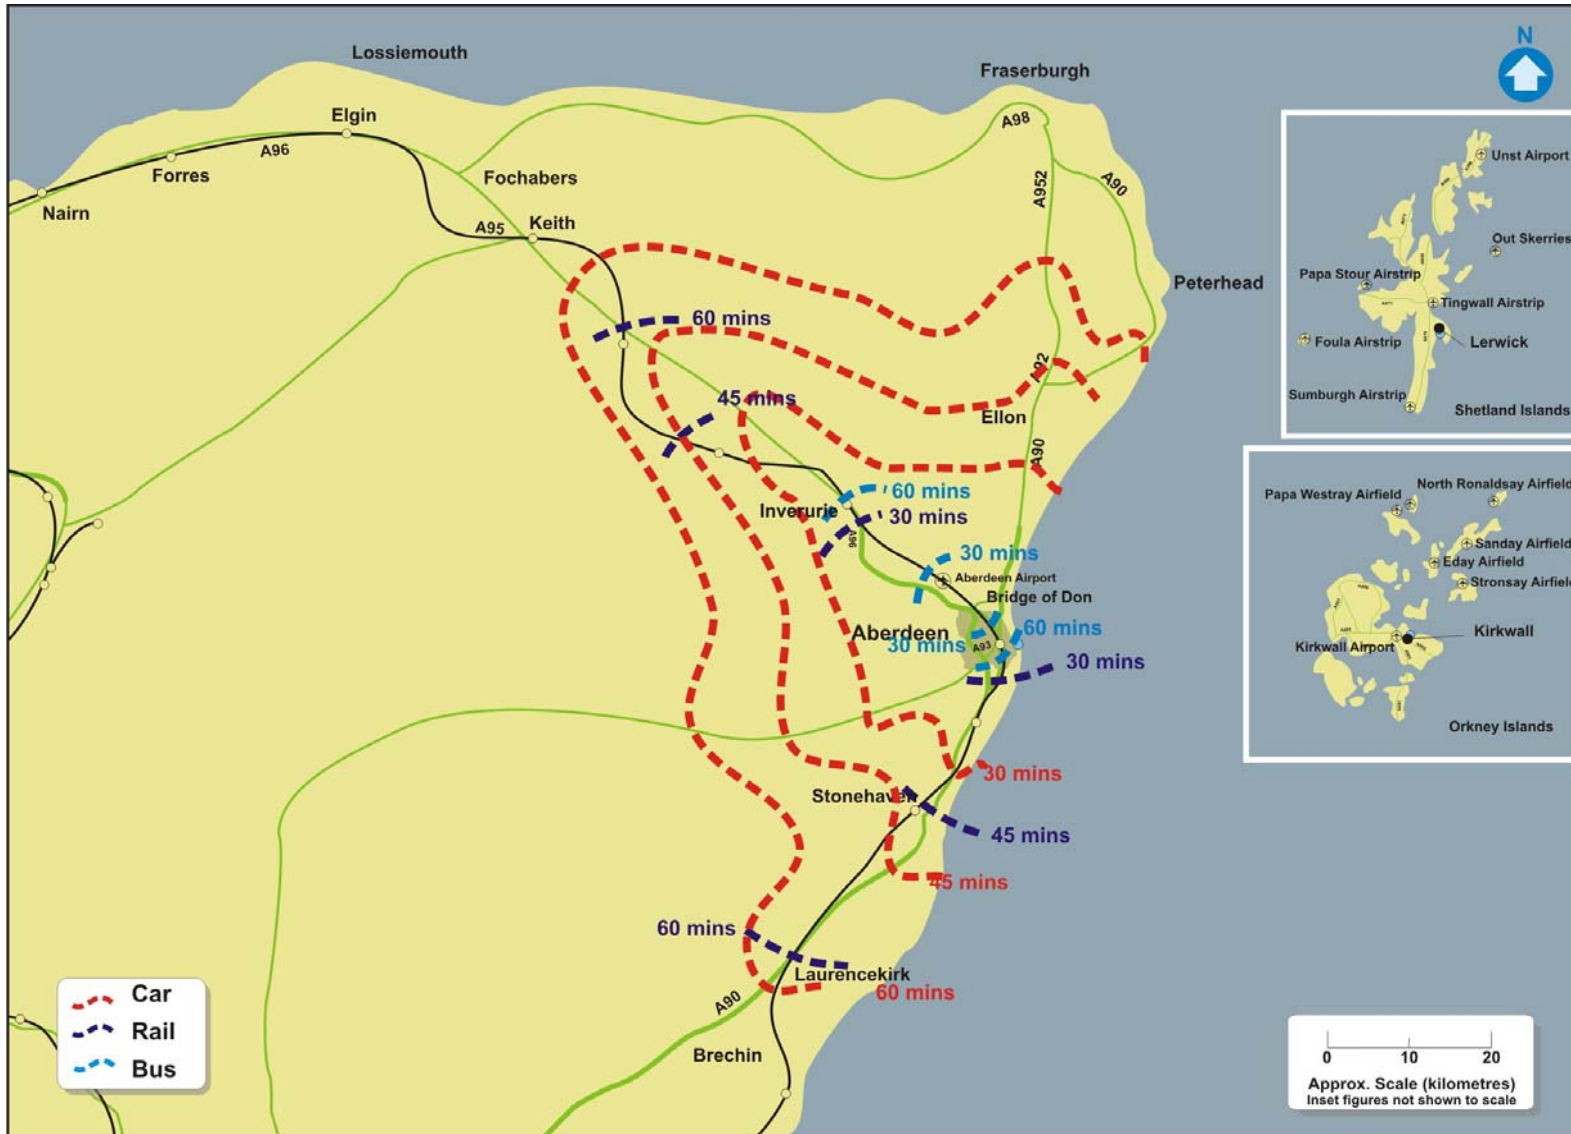 Lossiemouth
Fraserburgh
N
Elgin
A96
A98
Forres
Fochabers
A952
A90
Nairn
A95
Keith
Peterhead
60 mins
A92
45 mins
Ellon
A90
60 mins
Inverurie
30 mins
A96
30 mins
Aberdeen Airport
Bridge of Don
Aberdeen
60 mins
30 mins
A93
30 mins
30 mins
Stonehaven
45 mins
45 mins
60 mins
Laurencekirk
60 mins
A90
Brechin
Car
Rail
Bus
Unst Airport
Out Skerries
Papa Stour Airstrip
Tingwall Airstrip
Foula Airstrip
Lerwick
Sumburgh Airstrip
Shetland Islands
North Ronaldsay Airfield
Papa Westray Airfield
Sanday Airfield
Eday Airfield
Stronsay Airfield
Kirkwall
Kirkwall Airport
Orkney Islands
0 10 20
Approx. Scale (kilometres)
Inset figures not shown to scale